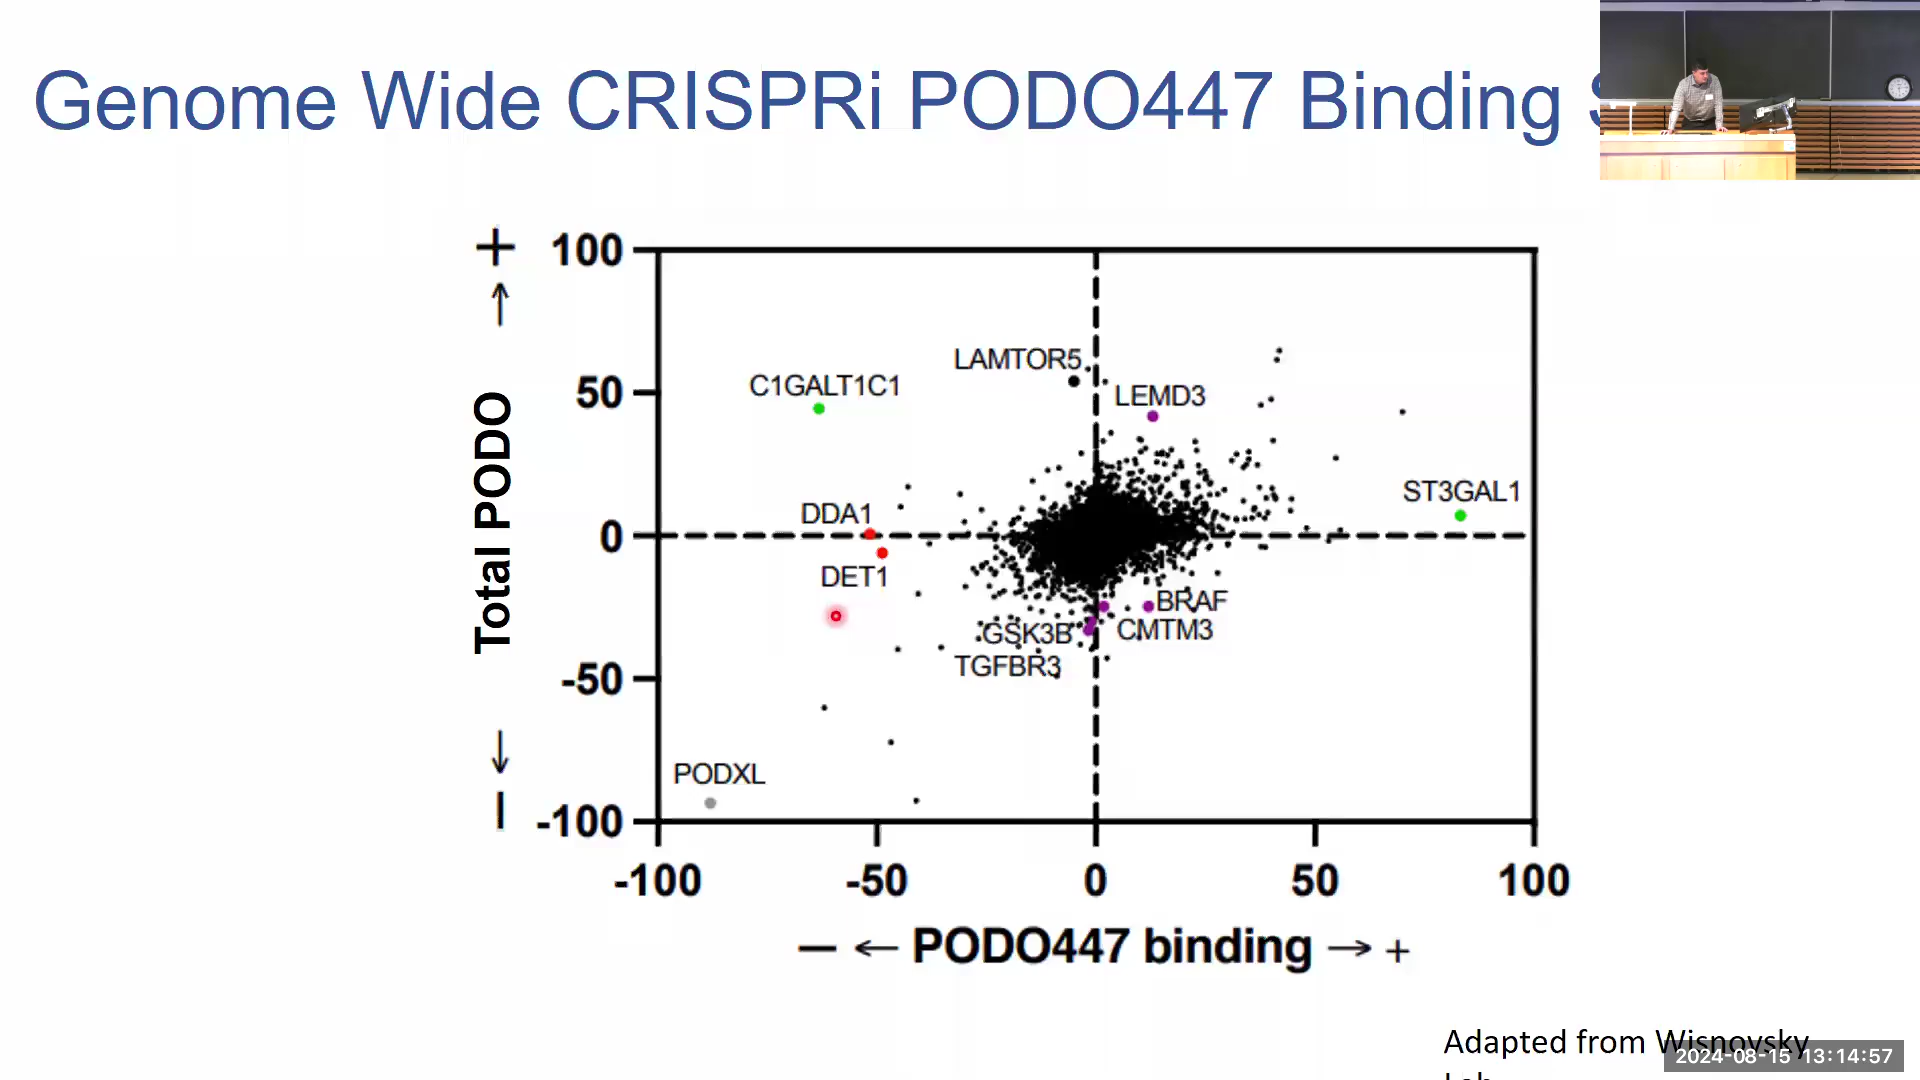 Genome Wide CRISPRi PODO447 Binding
+
100
LAMTOR5
C1GALT1C1
50
LEMD3
ST3GAL1
DDA1
0
DET1
BRAF
GSK3B
CMTM3
TGFBR3
-50
PODXL
-100
Total PODO
-100 -50 0 50 100
— ← PODO447 binding → +
Adapted from Wisnovsky
2024-08-15 13:14:57